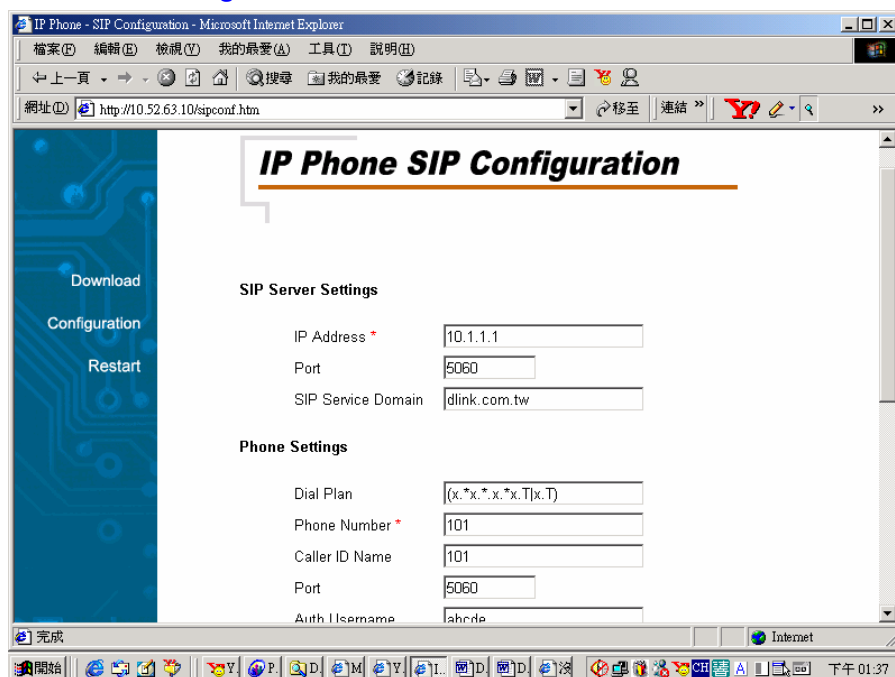 IP Phone - SIP Configuration - Microsoft Internet Explorer
檔案(F) 編輯(E) 檢視(V) 我的最愛(A) 工具(T) 說明(H)
上一頁 搜尋 我的最愛 記錄
網址(D) http://10.52.63.10/sipconf.htm 移至 連結 »
IP Phone SIP Configuration
Download
Configuration
Restart
SIP Server Settings
IP Address * 10.1.1.1
Port 5060
SIP Service Domain dlink.com.tw
Phone Settings
Dial Plan (x.*x.*.x.*x.T|x.T)
Phone Number * 101
Caller ID Name 101
Port 5060
Auth Username abcde
完成 Internet
開始 Y. P. D. M Y. I... D. D. CH A 下午 01:37